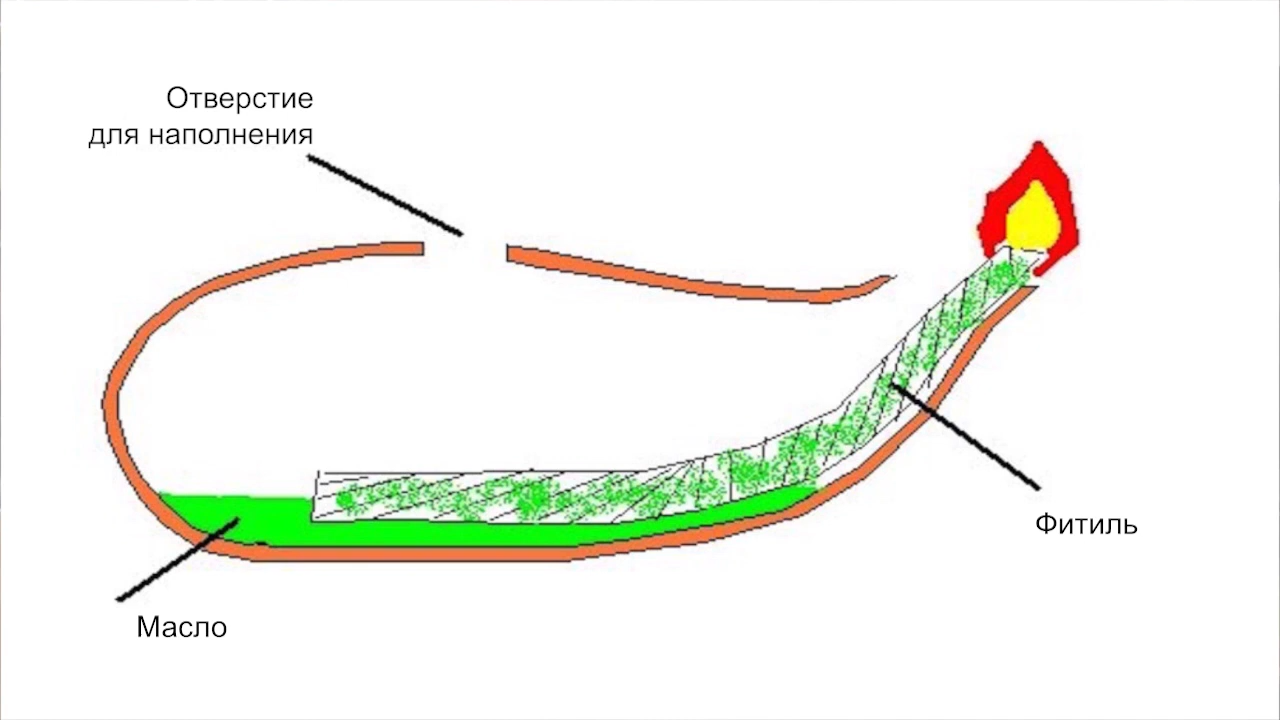 Отверстие
для наполнения
Фитиль
Масло